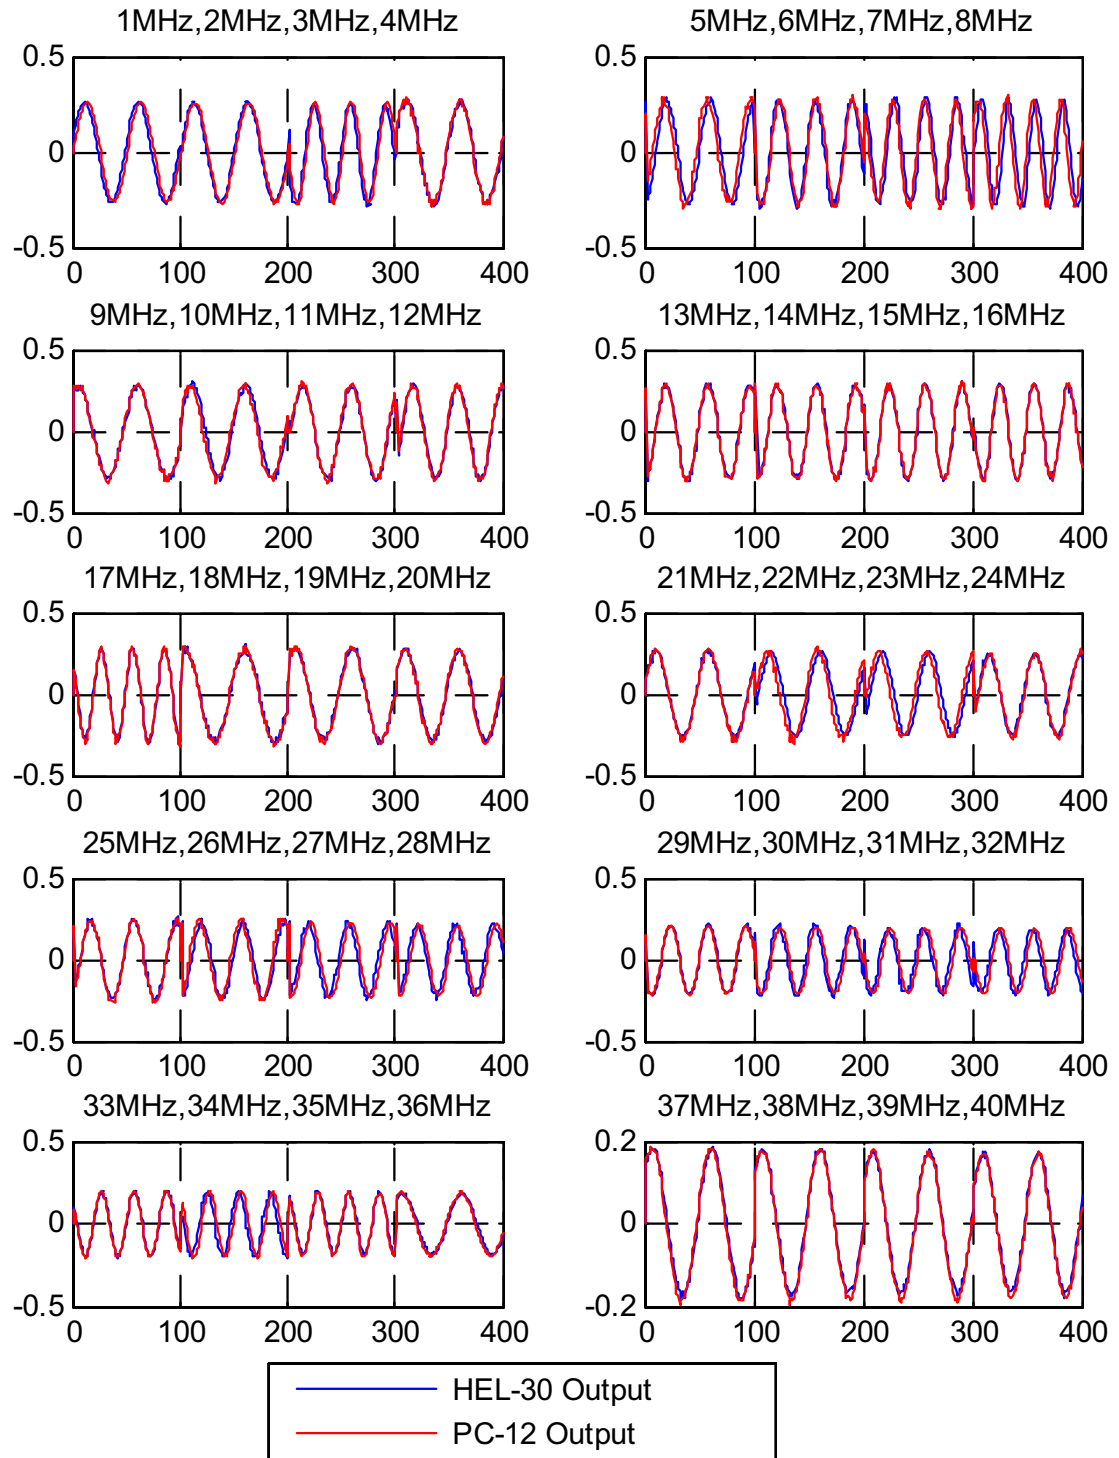 1MHz,2MHz,3MHz,4MHz
0.5
0
-0.5
0 100 200 300 400
5MHz,6MHz,7MHz,8MHz
0.5
0
-0.5
0 100 200 300 400
9MHz,10MHz,11MHz,12MHz
0.5
0
-0.5
0 100 200 300 400
13MHz,14MHz,15MHz,16MHz
0.5
0
-0.5
0 100 200 300 400
17MHz,18MHz,19MHz,20MHz
0.5
0
-0.5
0 100 200 300 400
21MHz,22MHz,23MHz,24MHz
0.5
0
-0.5
0 100 200 300 400
25MHz,26MHz,27MHz,28MHz
0.5
0
-0.5
0 100 200 300 400
29MHz,30MHz,31MHz,32MHz
0.5
0
-0.5
0 100 200 300 400
33MHz,34MHz,35MHz,36MHz
0.5
0
-0.5
0 100 200 300 400
37MHz,38MHz,39MHz,40MHz
0.2
0
-0.2
0 100 200 300 400
HEL-30 Output
PC-12 Output